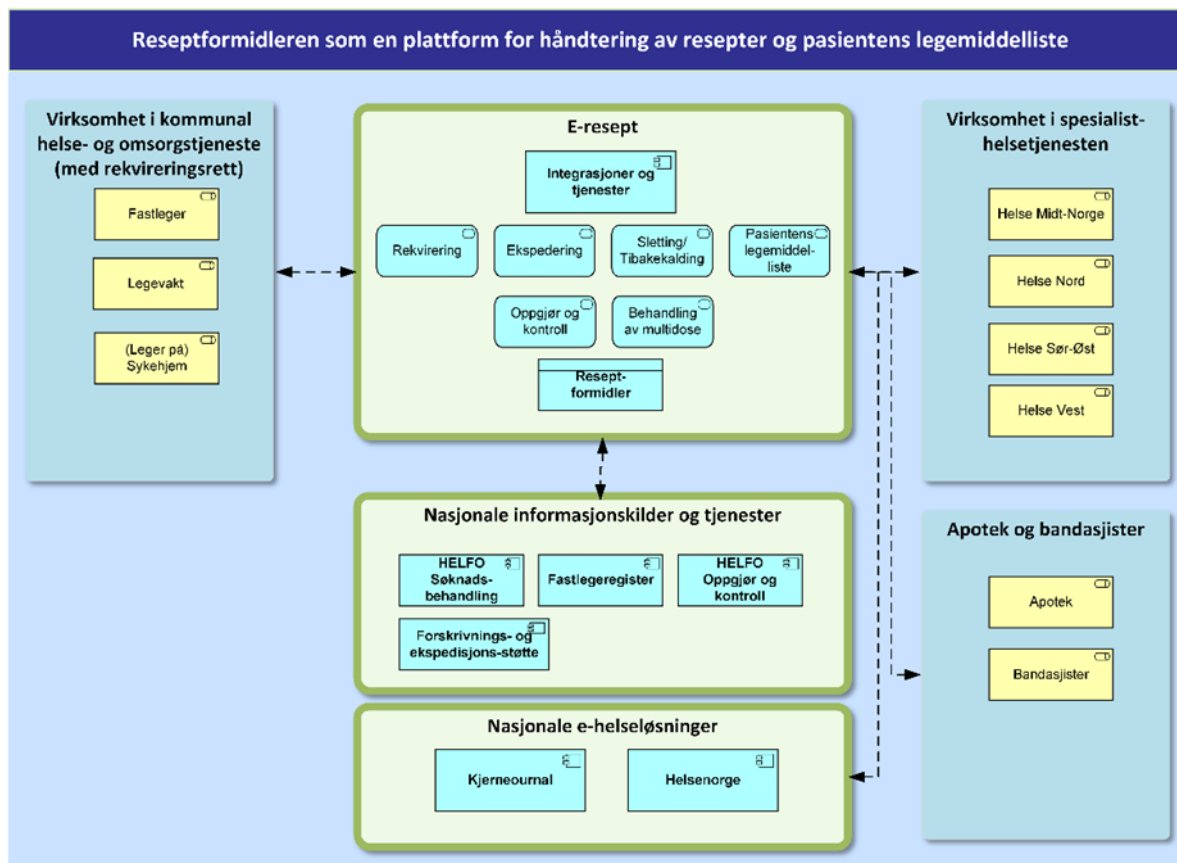 Reseptformidleren som en plattform for håndtering av resepter og pasientens legemiddelliste
Virksomhet i kommunal
helse- og omsorgstjeneste
(med rekvireringsrett)
Fastleger
Legevakt
(Leger på)
Sykehjem
E-resept
Integrasjoner og
tjenester
Rekvirering
Ekspedering
Sletting/
Tibakekalding
Pasientens
legemiddel-
liste
Oppgjør og
kontroll
Behandling
av multidose
Resept-
formidler
Nasjonale informasjonskilder og tjenester
HELFO
Søknads-
behandling
Fastlegeregister
HELFO
Oppgjør og
kontroll
Forskrivnings- og
ekspedisjons-støtte
Nasjonale e-helseløsninger
Kjerneournal
Helsenorge
Virksomhet i spesialist-
helsetjenesten
Helse Midt-Norge
Helse Nord
Helse Sør-Øst
Helse Vest
Apotek og bandasjister
Apotek
Bandasjister